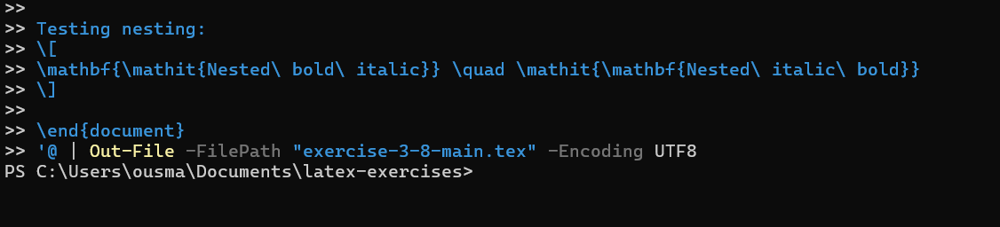 >>
>> Testing nesting:
>> \[
>> \mathbf{\mathit{Nested\ bold\ italic}} \quad \mathit{\mathbf{Nested\ italic\ bold}}
>> \]
>>
>> \end{document}
>> '@ | Out-File -FilePath "exercise-3-8-main.tex" -Encoding UTF8
PS C:\Users\ousma\Documents\latex-exercises>